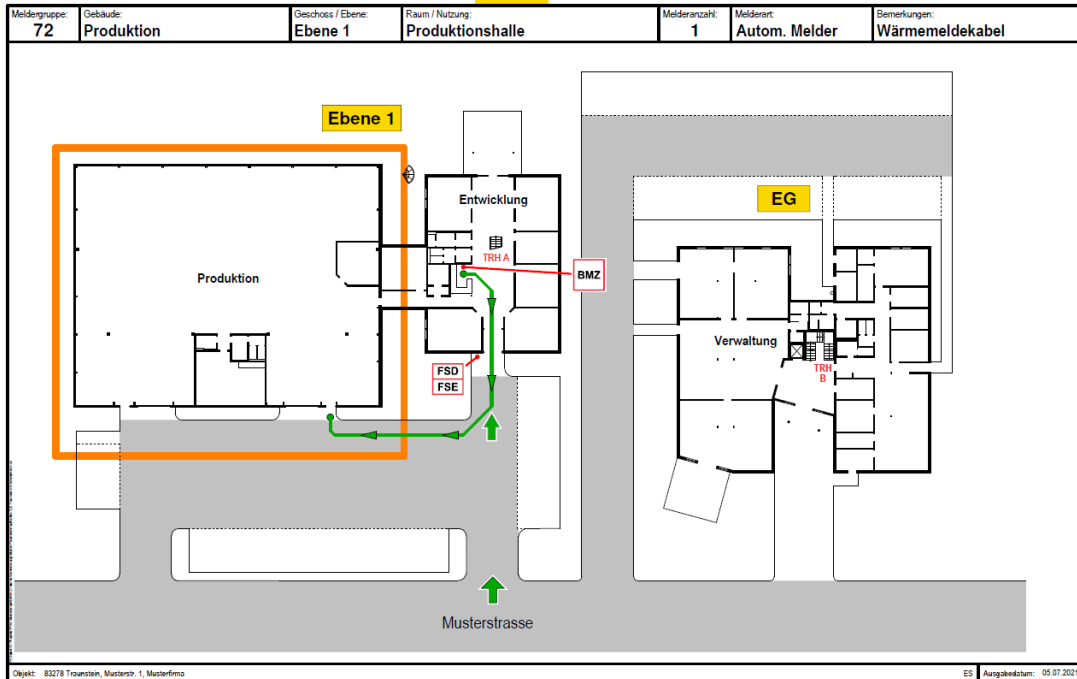 Meldergruppe:
72
Gebäude:
Produktion
Geschoss / Ebene:
Ebene 1
Raum / Nutzung:
Produktionshalle
Melderanzahl:
1
Melderart:
Autom. Melder
Bemerkungen:
Wärmemeldekabel
Ebene 1
Entwicklung
EG
TRH A
BMZ
Produktion
Verwaltung
TRH
B
FSD
FSE
Musterstrasse
Objekt: 83278 Traunstein, Musterstr. 1, Musterfirma
ES
Ausgabedatum: 05.07.2021